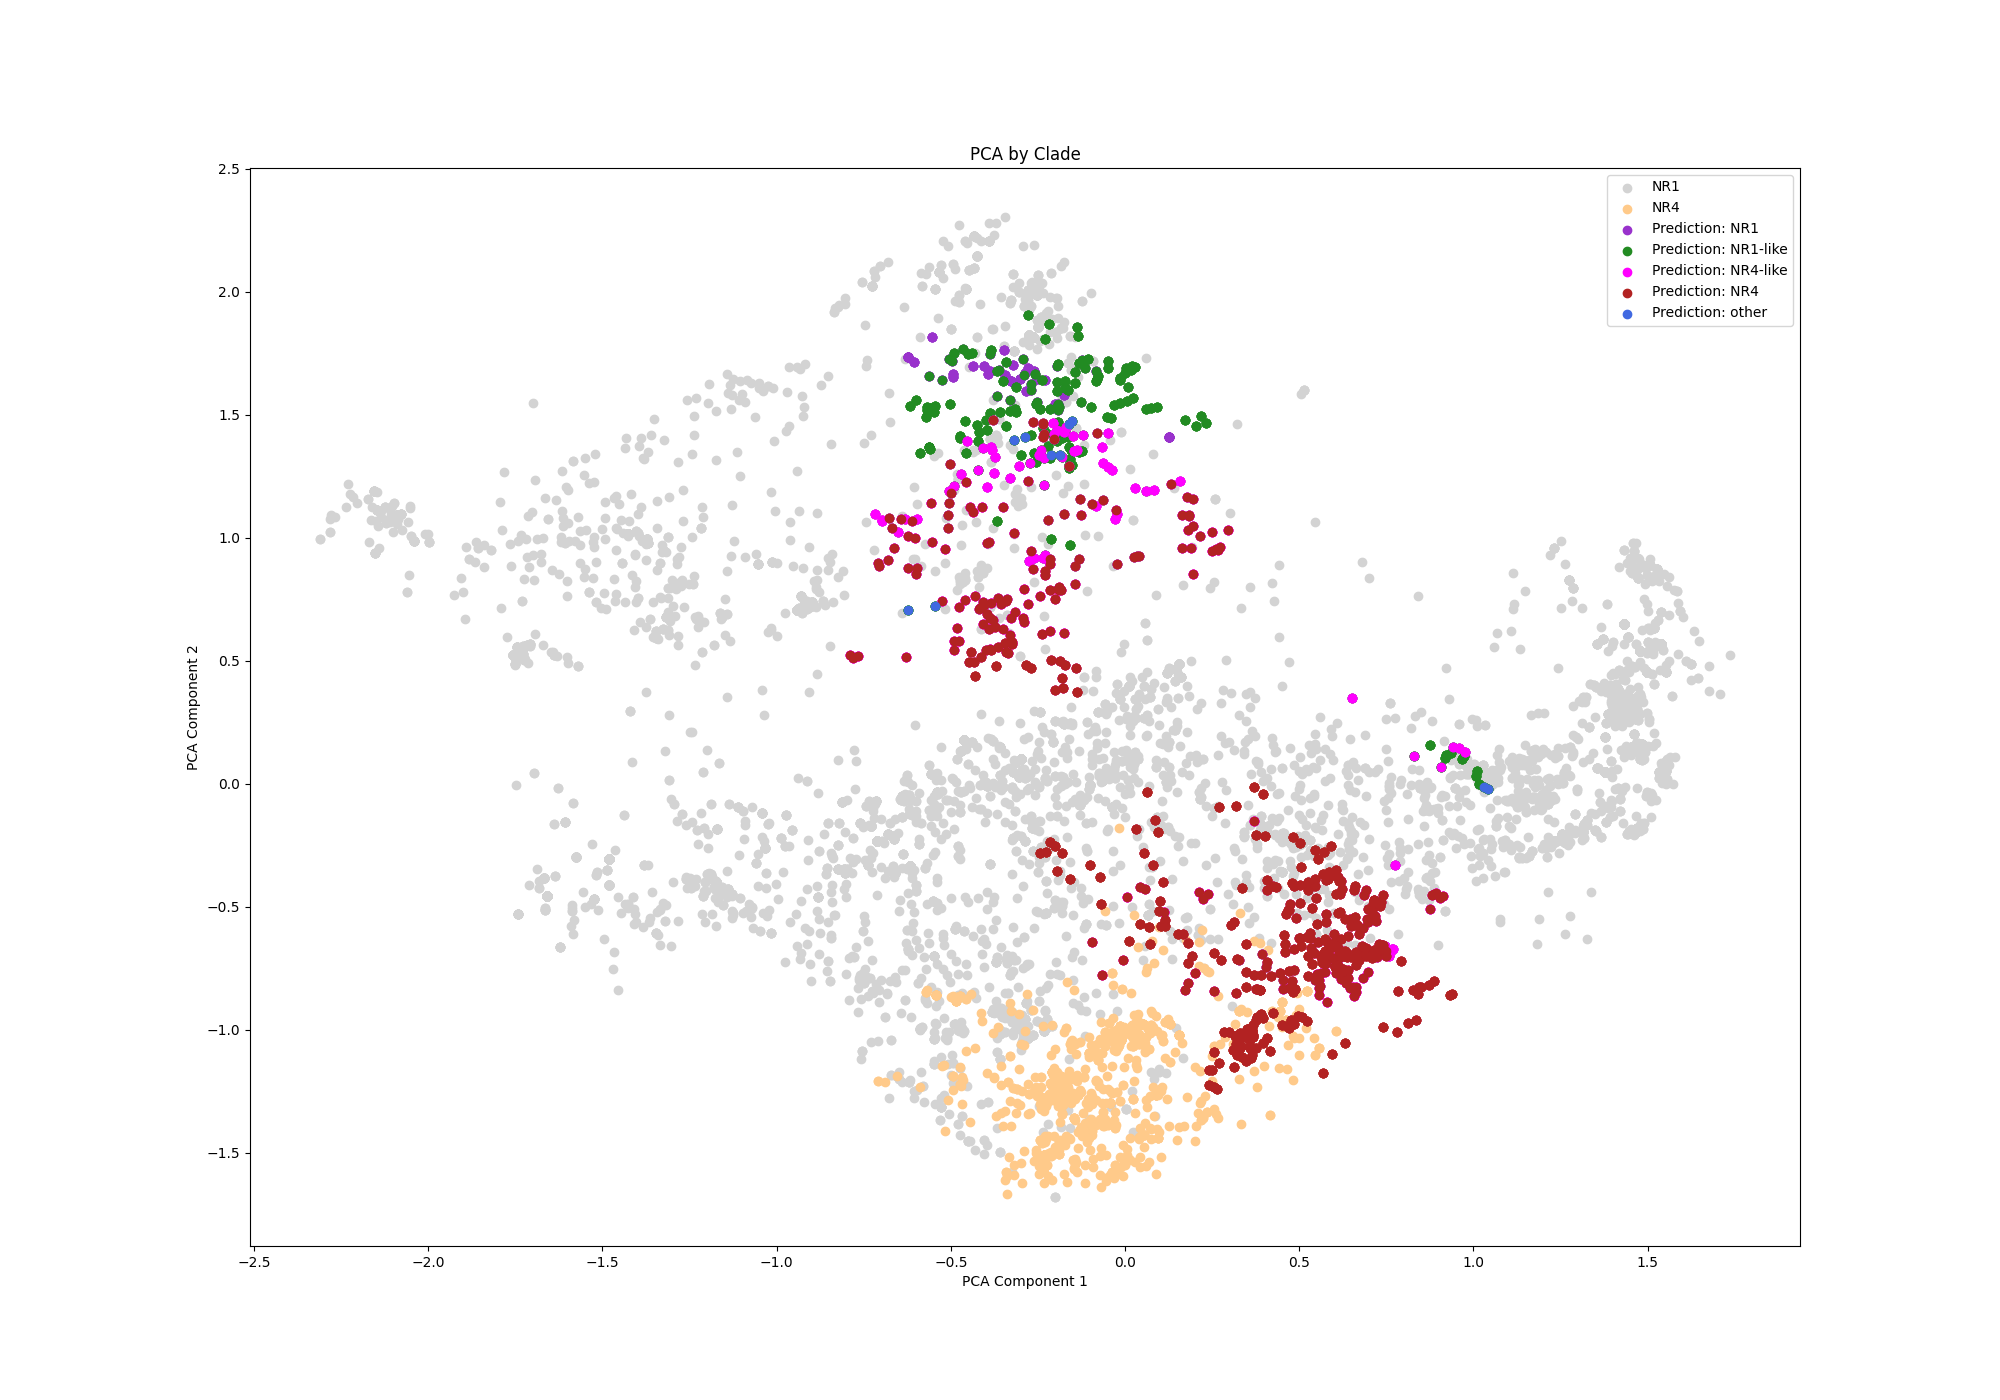 PCA by Clade
NR1
NR4
Prediction: NR1
Prediction: NR1-like
Prediction: NR4-like
Prediction: NR4
Prediction: other
PCA Component 2
2.5
2.0
1.5
1.0
0.5
0.0
−0.5
−1.0
−1.5
−2.5
−2.0
−1.5
−1.0
−0.5
0.0
0.5
1.0
1.5
PCA Component 1